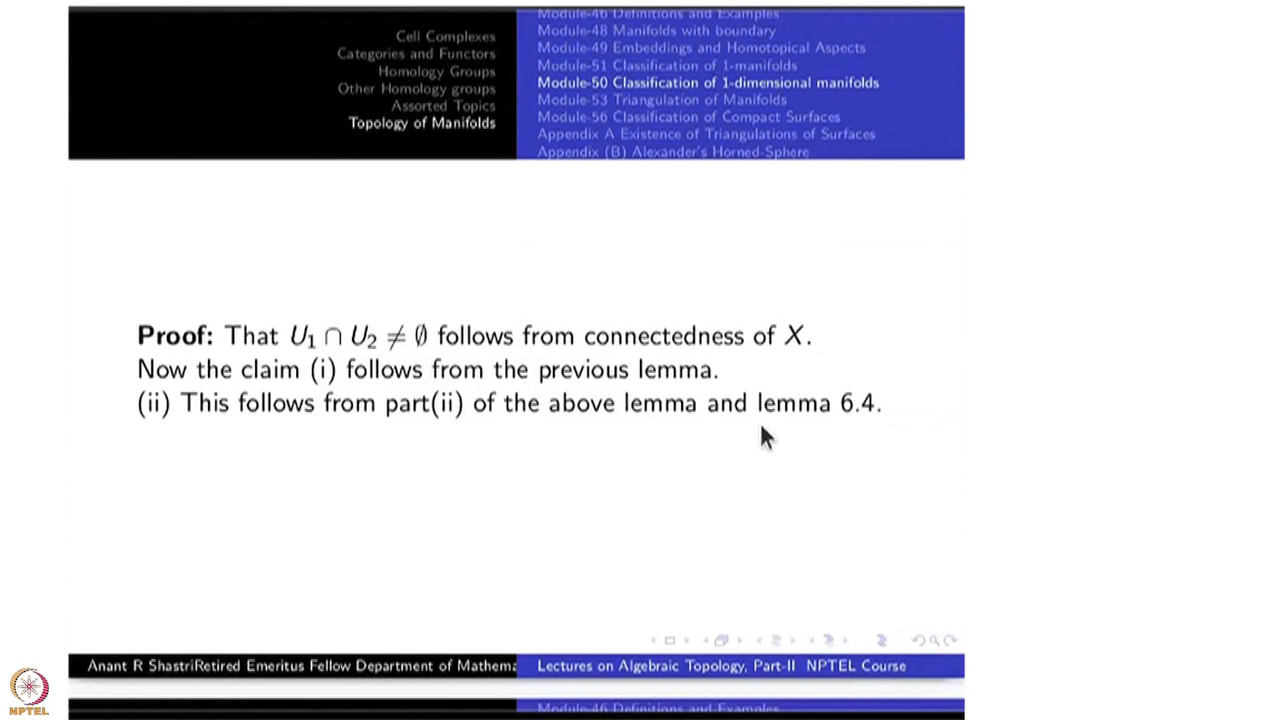 Cell Complexes
Categories and Functors
Homology Groups
Other Homology groups
Assorted Topics
Topology of Manifolds
Module-46 Definitions and Examples
Module-48 Manifolds with boundary
Module-49 Embeddings and Homotopical Aspects
Module-51 Classification of 1-manifolds
Module-50 Classification of 1-dimensional manifolds
Module-53 Triangulation of Manifolds
Module-56 Classification of Compact Surfaces
Appendix A Existence of Triangulations of Surfaces
Appendix (B) Alexander's Horned-Sphere
Proof: That U₁ ∩ U₂ ≠ ∅ follows from connectedness of X.
Now the claim (i) follows from the previous lemma.
(ii) This follows from part(ii) of the above lemma and lemma 6.4.
Anant R ShastriRetired Emeritus Fellow Department of Mathema
Lectures on Algebraic Topology, Part-II NPTEL Course
NPTEL
Module-46 Definitions and Examples